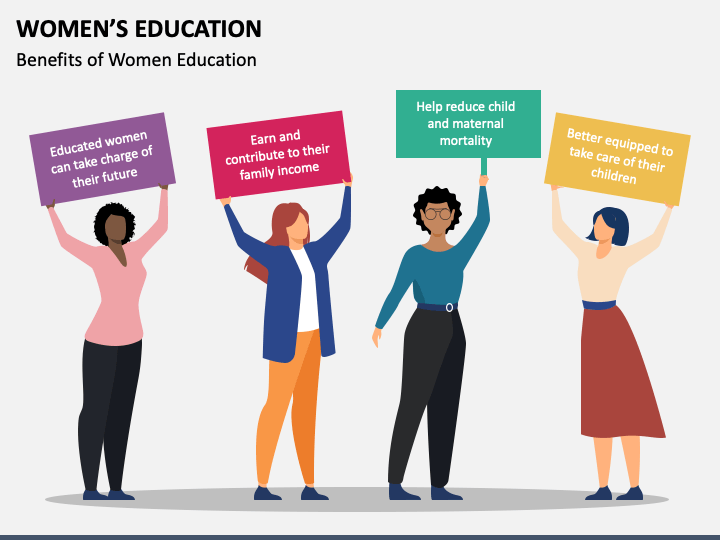 WOMEN’S EDUCATION
Benefits of Women Education
Educated women
can take charge of
their future
Earn and
contribute to their
family income
Help reduce child
and maternal
mortality
Better equipped to
take care of their
children